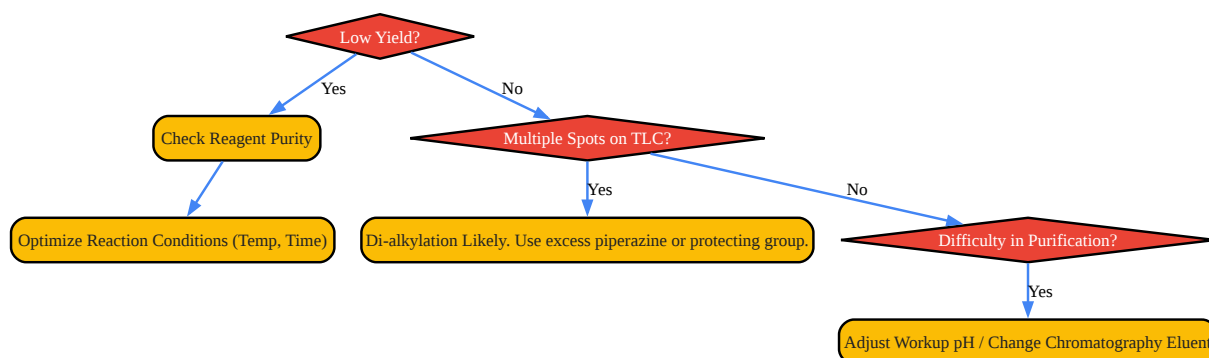 Low Yield?
Yes
No
Check Reagent Purity
Multiple Spots on TLC?
Yes
No
Optimize Reaction Conditions (Temp, Time)
Di-alkylation Likely. Use excess piperazine or protecting group.
Difficulty in Purification?
Yes
Adjust Workup pH / Change Chromatography Eluent